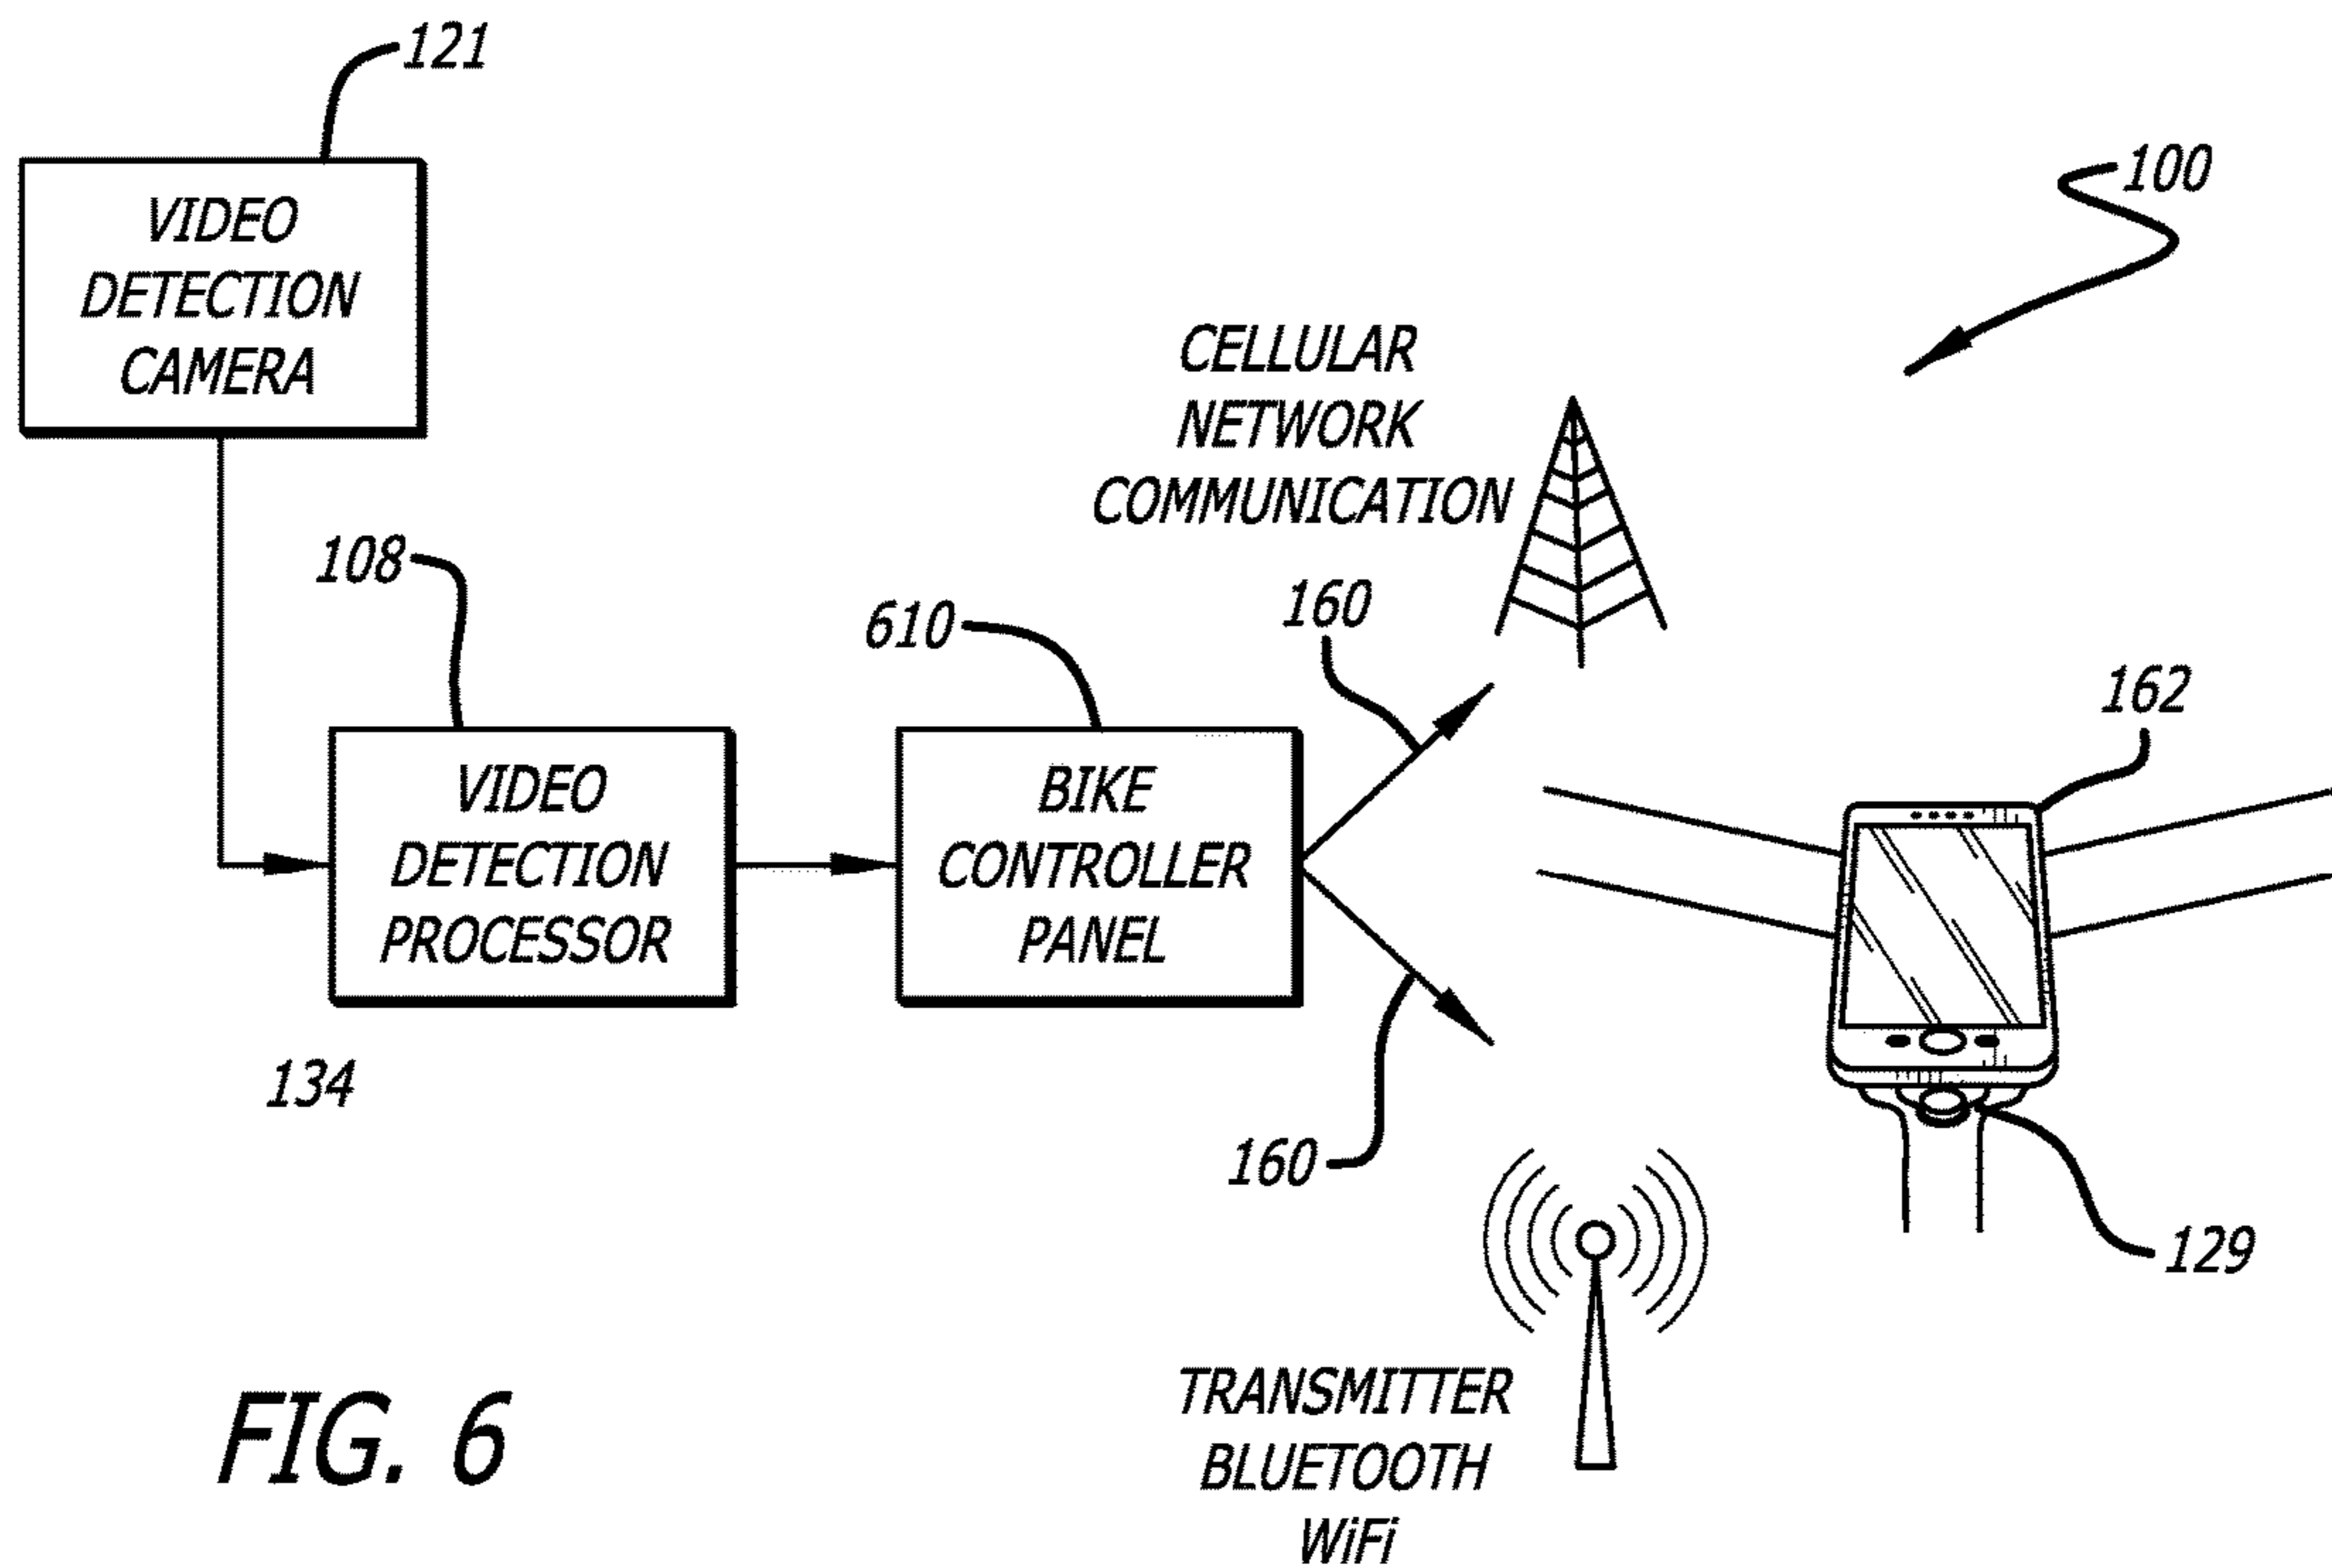 121
VIDEO
DETECTION
CAMERA
100
CELLULAR
NETWORK
COMMUNICATION
108
610
160
162
VIDEO
DETECTION
PROCESSOR
BIKE
CONTROLLER
PANEL
134
160
129
TRANSMITTER
BLUETOOTH
WiFi
FIG. 6